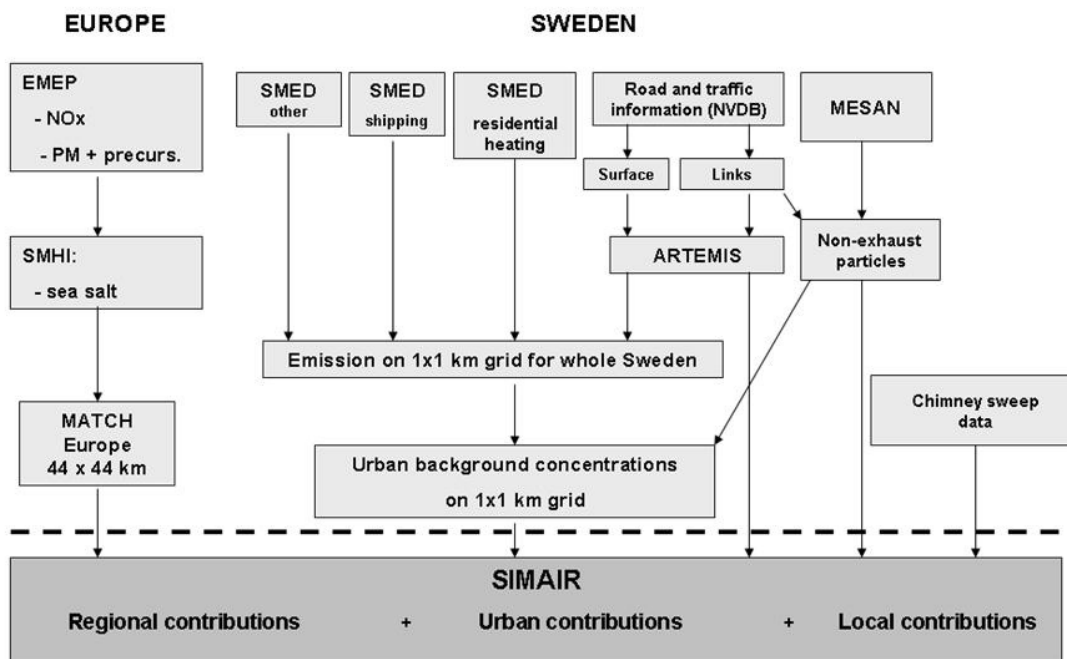 EUROPE
SWEDEN
EMEP
- NOx
- PM + precurs.
SMHI:
- sea salt
MATCH
Europe
44 x 44 km
SMED
other
SMED
shipping
SMED
residential
heating
Road and traffic
information (NVDB)
MESAN
Surface
Links
ARTEMIS
Non-exhaust
particles
Emission on 1x1 km grid for whole Sweden
Chimney sweep
data
Urban background concentrations
on 1x1 km grid
SIMAIR
Regional contributions + Urban contributions + Local contributions